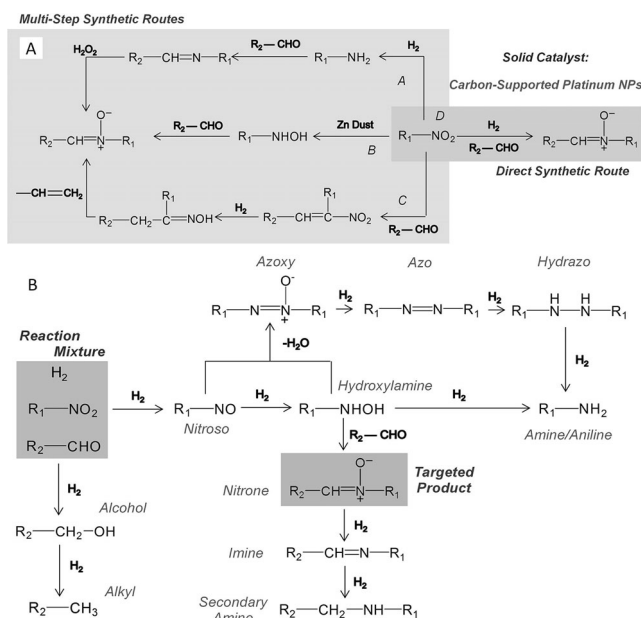 Multi-Step Synthetic Routes
A
H₂O₂ R₂—CH=N—R₁ R₂—CHO R₁—NH₂ H₂
A
Solid Catalyst:
Carbon-Supported Platinum NPs
O⁻
R₂—CH=N⁺—R₁ R₂—CHO R₁—NHOH Zn Dust B R₁—NO₂ D H₂ R₂—CHO O⁻ R₂—CH=N⁺—R₁
Direct Synthetic Route
C
—CH=CH₂ R₁ R₁
R₂—CH₂—C=NOH H₂ R₂—CH=C—NO₂ R₂—CHO
B
Azoxy Azo Hydrazo
O⁻ H H
R₁—N=N⁺—R₁ H₂ R₁—N=N—R₁ H₂ R₁—N—N—R₁
Reaction
Mixture
-H₂O H₂
H₂
Hydroxylamine
R₁—NO₂ H₂ R₁—NO H₂ R₁—NHOH H₂ R₁—NH₂
Nitroso Amine/Aniline
R₂—CHO R₂—CHO
H₂ O⁻ Targeted
Alcohol Nitrone R₂—CH=N⁺—R₁ Product
R₂—CH₂—OH H₂
H₂ Imine R₂—CH=N—R₁
Alkyl H₂
R₂—CH₃ Secondary
Amine R₂—CH₂—NH—R₁